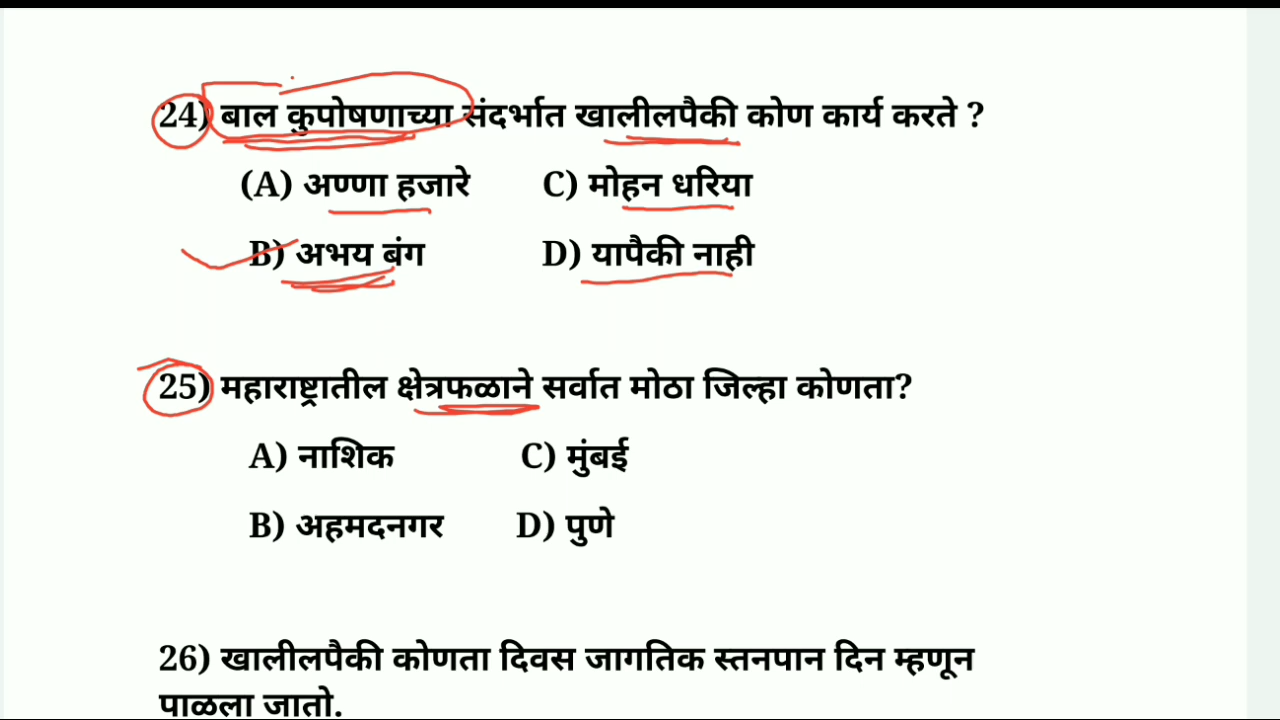 24) बाल कुपोषणाच्या संदर्भात खालीलपैकी कोण कार्य करते ?
(A) अण्णा हजारे C) मोहन धरिया
B) अभय बंग D) यापैकी नाही
25) महाराष्ट्रातील क्षेत्रफळाने सर्वात मोठा जिल्हा कोणता?
A) नाशिक C) मुंबई
B) अहमदनगर D) पुणे
26) खालीलपैकी कोणता दिवस जागतिक स्तनपान दिन म्हणून
पाळला जातो.